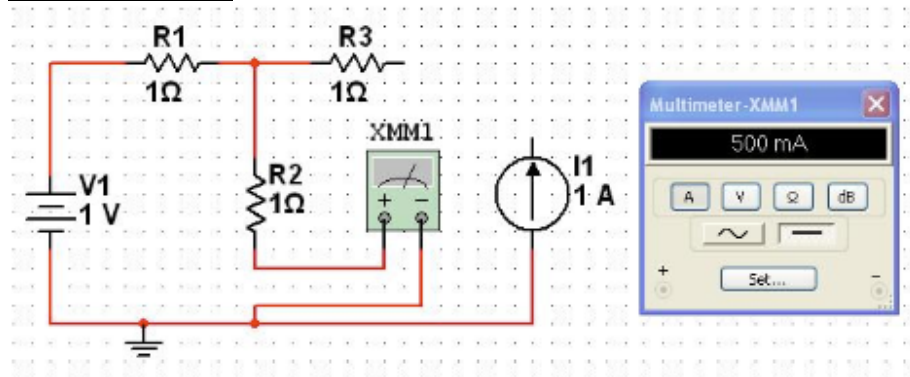 R1
1Ω
R3
1Ω
XMM1
+ −
R2
1Ω
V1
1 V
I1
1 A
Multimeter-XMM1
500 mA
A V Ω dB
+ Set... −